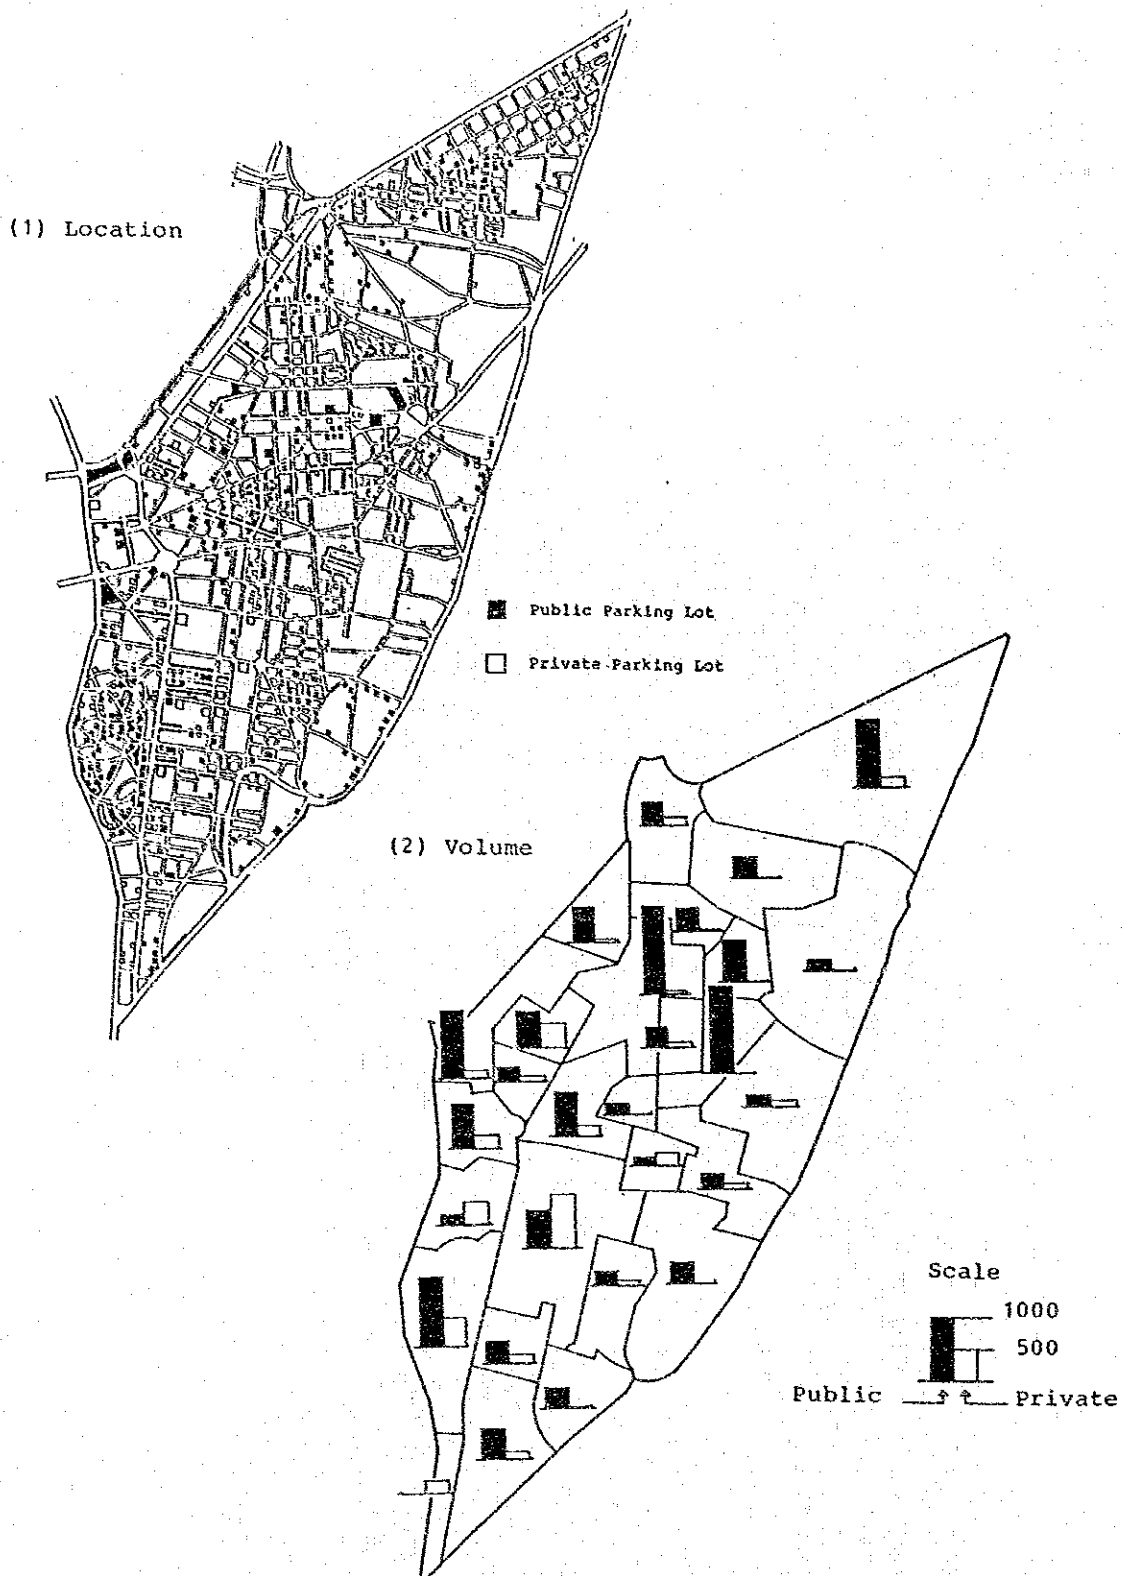 (1) Location
Public Parking Lot
Private Parking Lot
(2) Volume
Scale
1000
500
Public
Private